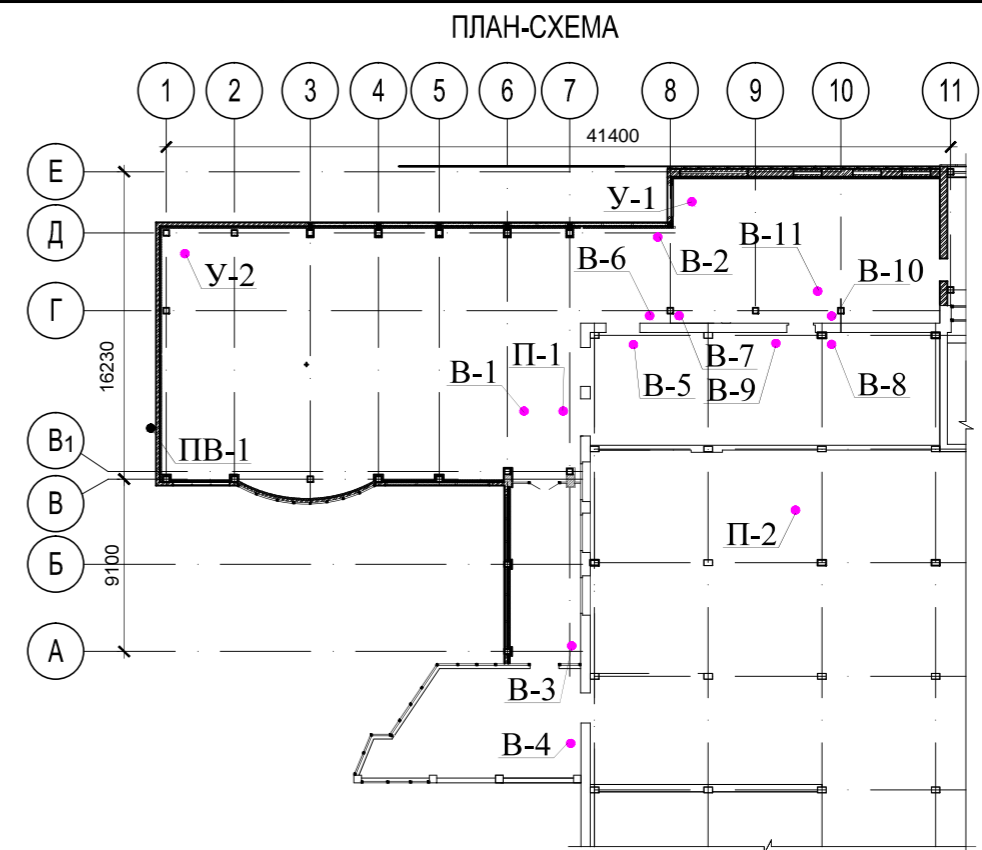 ПЛАН-СХЕМА
1 2 3 4 5 6 7 8 9 10 11
41400
Е
У-1
Д
В-11
В-2
В-6
В-10
У-2
Г
16230
П-1
В-7
В-1
В-5
В-9
В-8
В1
ПВ-1
В
П-2
Б
9100
А
В-3
В-4